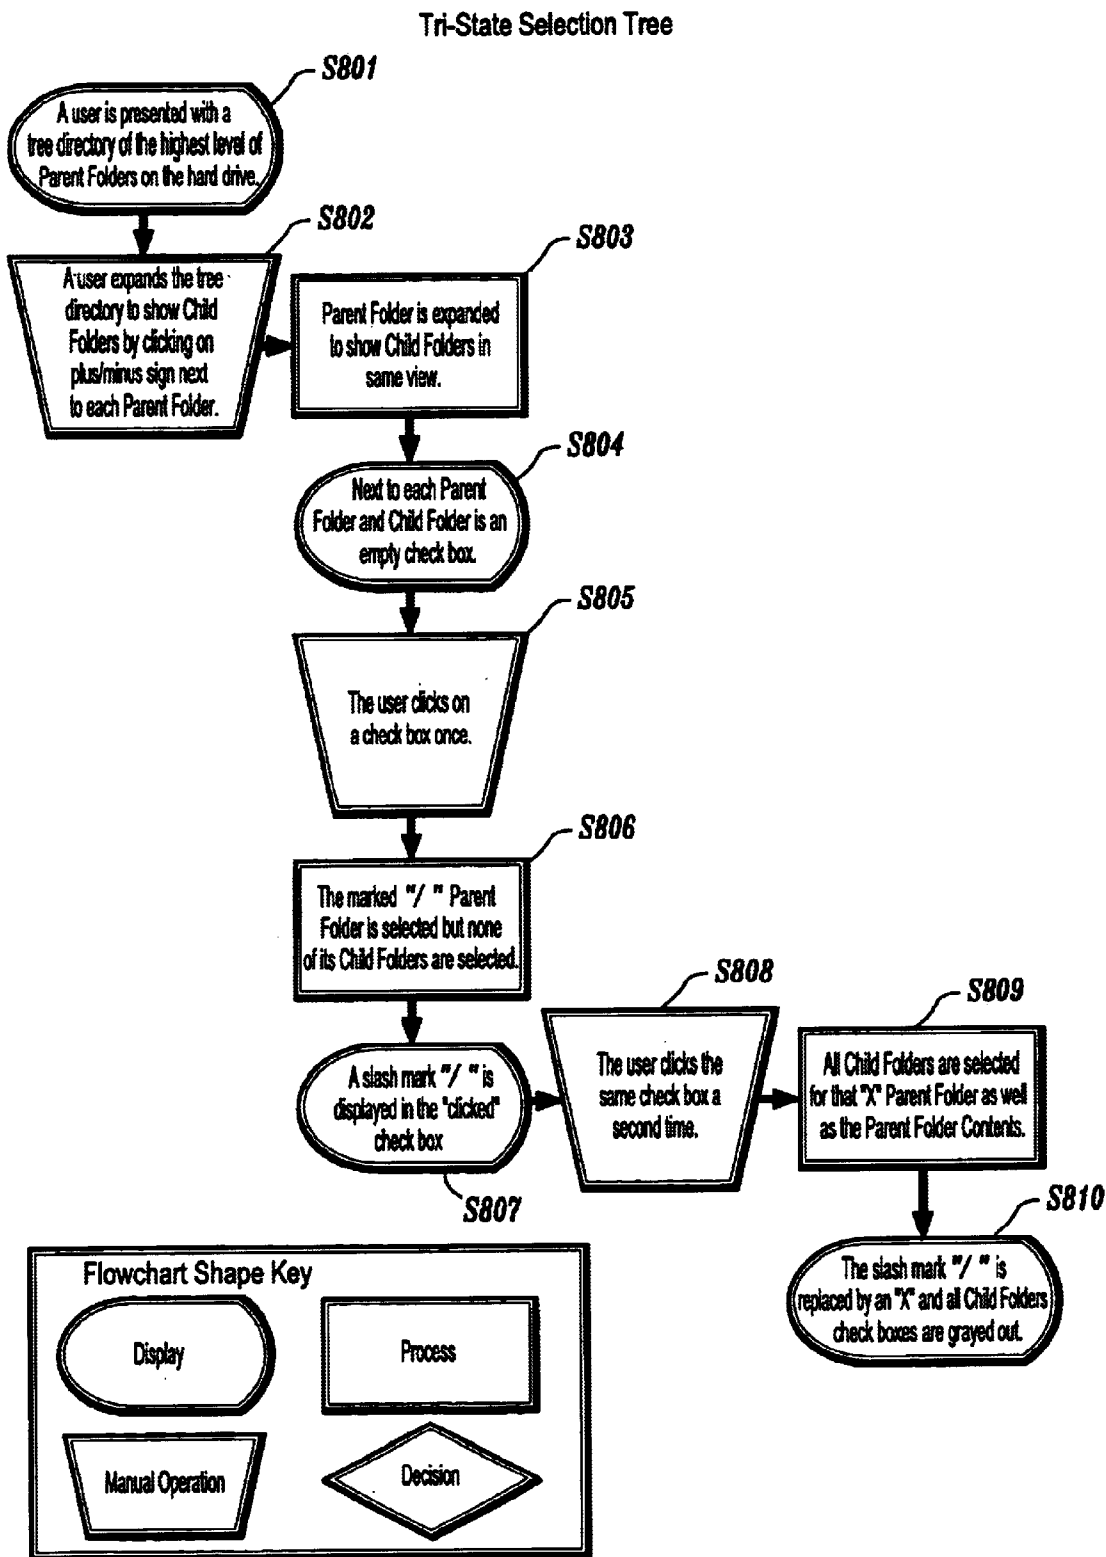 Tri-State Selection Tree
S801
A user is presented with a
tree directory of the highest level of
Parent Folders on the hard drive.
S802
A user expands the tree
directory to show Child
Folders by clicking on
plus/minus sign next
to each Parent Folder.
S803
Parent Folder is expanded
to show Child Folders in
same view.
S804
Next to each Parent
Folder and Child Folder is an
empty check box.
S805
The user clicks on
a check box once.
S806
The marked "/ " Parent
Folder is selected but none
of its Child Folders are selected.
A slash mark "/ " is
displayed in the "clicked"
check box
S807
S808
The user clicks the
same check box a
second time.
S809
All Child Folders are selected
for that "X" Parent Folder as well
as the Parent Folder Contents.
S810
The slash mark "/ " is
replaced by an "X" and all Child Folders
check boxes are grayed out.
Flowchart Shape Key
Display
Process
Manual Operation
Decision